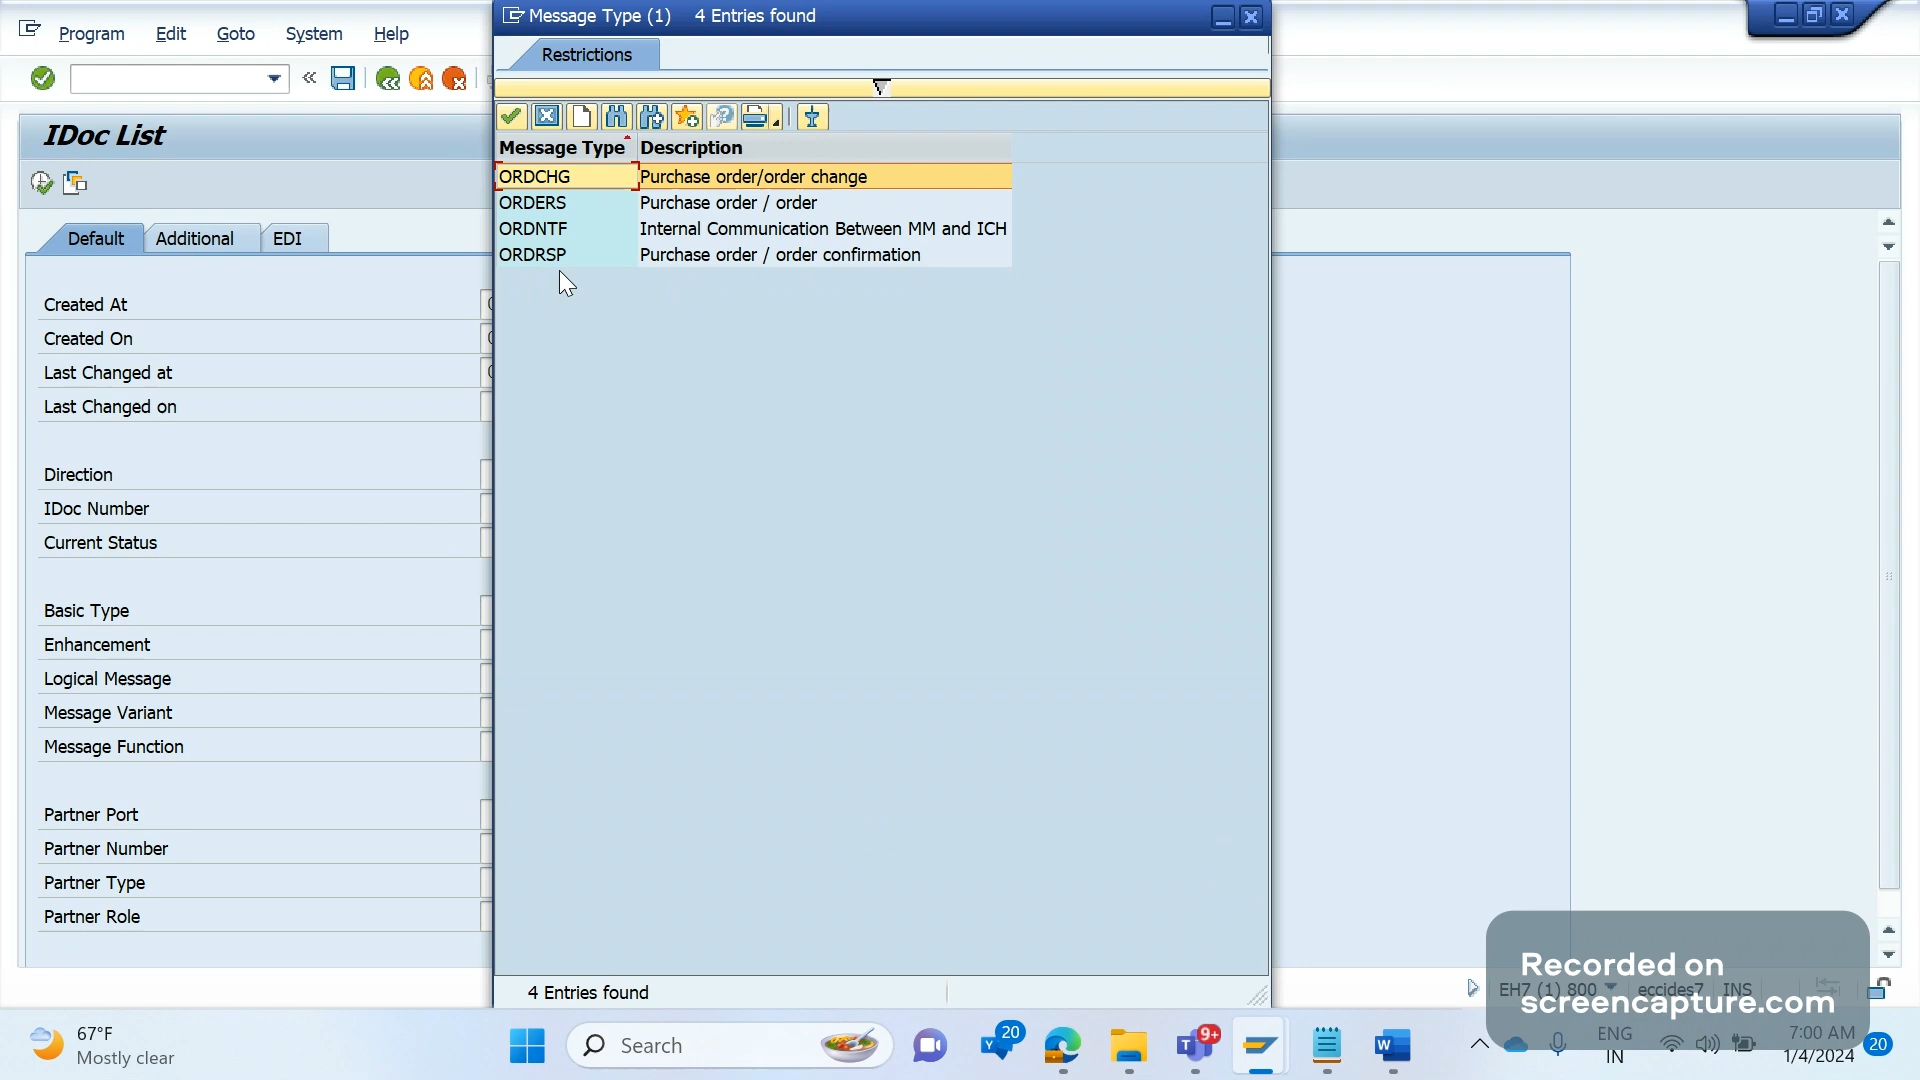 Program Edit Goto System Help
IDoc List
Default Additional EDI
Created At
Created On
Last Changed at
Last Changed on
Direction
IDoc Number
Current Status
Basic Type
Enhancement
Logical Message
Message Variant
Message Function
Partner Port
Partner Number
Partner Type
Partner Role
Message Type (1) 4 Entries found
Restrictions
Message Type Description
ORDCHG Purchase order/order change
ORDERS Purchase order / order
ORDNTF Internal Communication Between MM and ICH
ORDRSP Purchase order / order confirmation
4 Entries found
EH7 (1) 800 eccides7 INS
Recorded on
screencapture.com
67°F
Mostly clear
Search
20
9+
ENG
IN
7:00 AM
1/4/2024
20